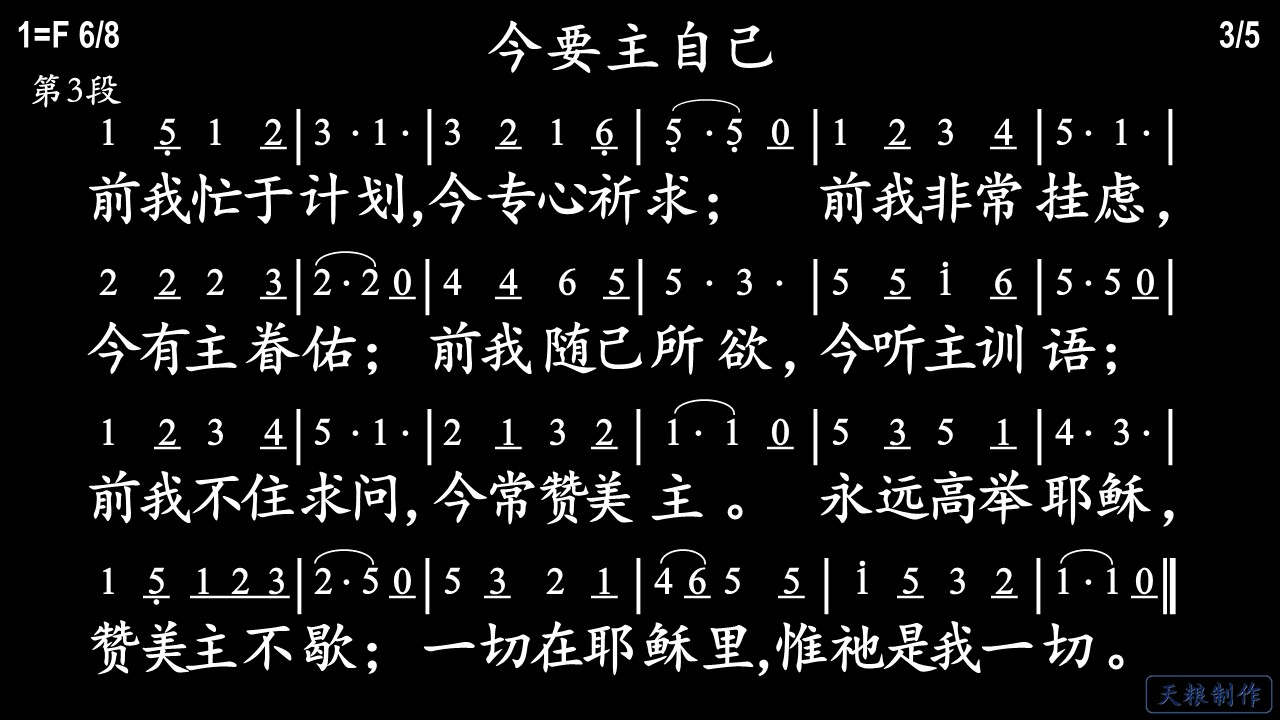 1=F 6/8
今要主自己
3/5
第3段
1 5̣ 1 2 | 3 · 1 · | 3 2 1 6̣ | 5̣ · 5̣ 0 | 1 2 3 4 | 5 · 1 · |
前我忙于计划,今专心祈求； 前我非常挂虑，
2 2 2 3 | 2 · 2 0 | 4 4 6 5 | 5 · 3 · | 5 5 i 6 | 5 · 5 0 |
今有主眷佑；前我随己所欲，今听主训语；
1 2 3 4 | 5 · 1 · | 2 1 3 2 | 1 · 1 0 | 5 3 5 1 | 4 · 3 · |
前我不住求问,今常赞美主。 永远高举耶稣，
1 5̣ 1 2 3 | 2 · 5 0 | 5 3 2 1 | 4 6 5 5 | i 5 3 2 | 1 · 1 0 ‖
赞美主不歇；一切在耶稣里,惟祂是我一切。
天粮制作